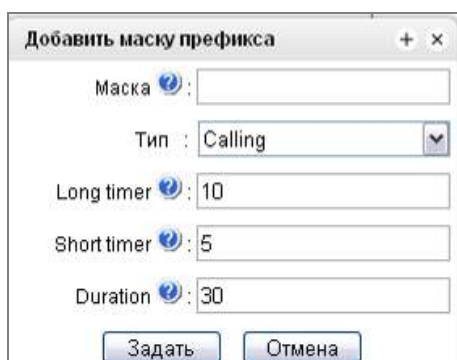 Добавить маску префикса + ×
Маска ? :
Тип : Calling
Long timer ? : 10
Short timer ? : 5
Duration ? : 30
Задать Отмена